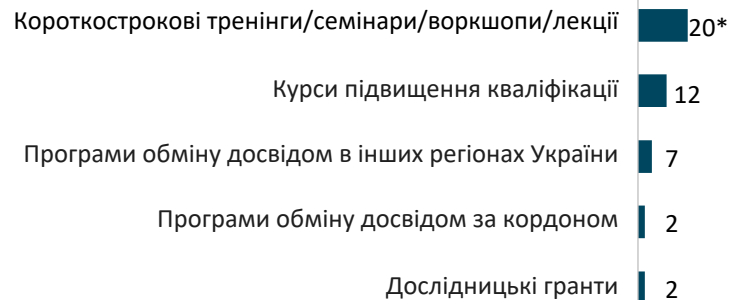 Короткострокові тренінги/семінари/воркшопи/лекції 20*
Курси підвищення кваліфікації 12
Програми обміну досвідом в інших регіонах України 7
Програми обміну досвідом за кордоном 2
Дослідницькі гранти 2